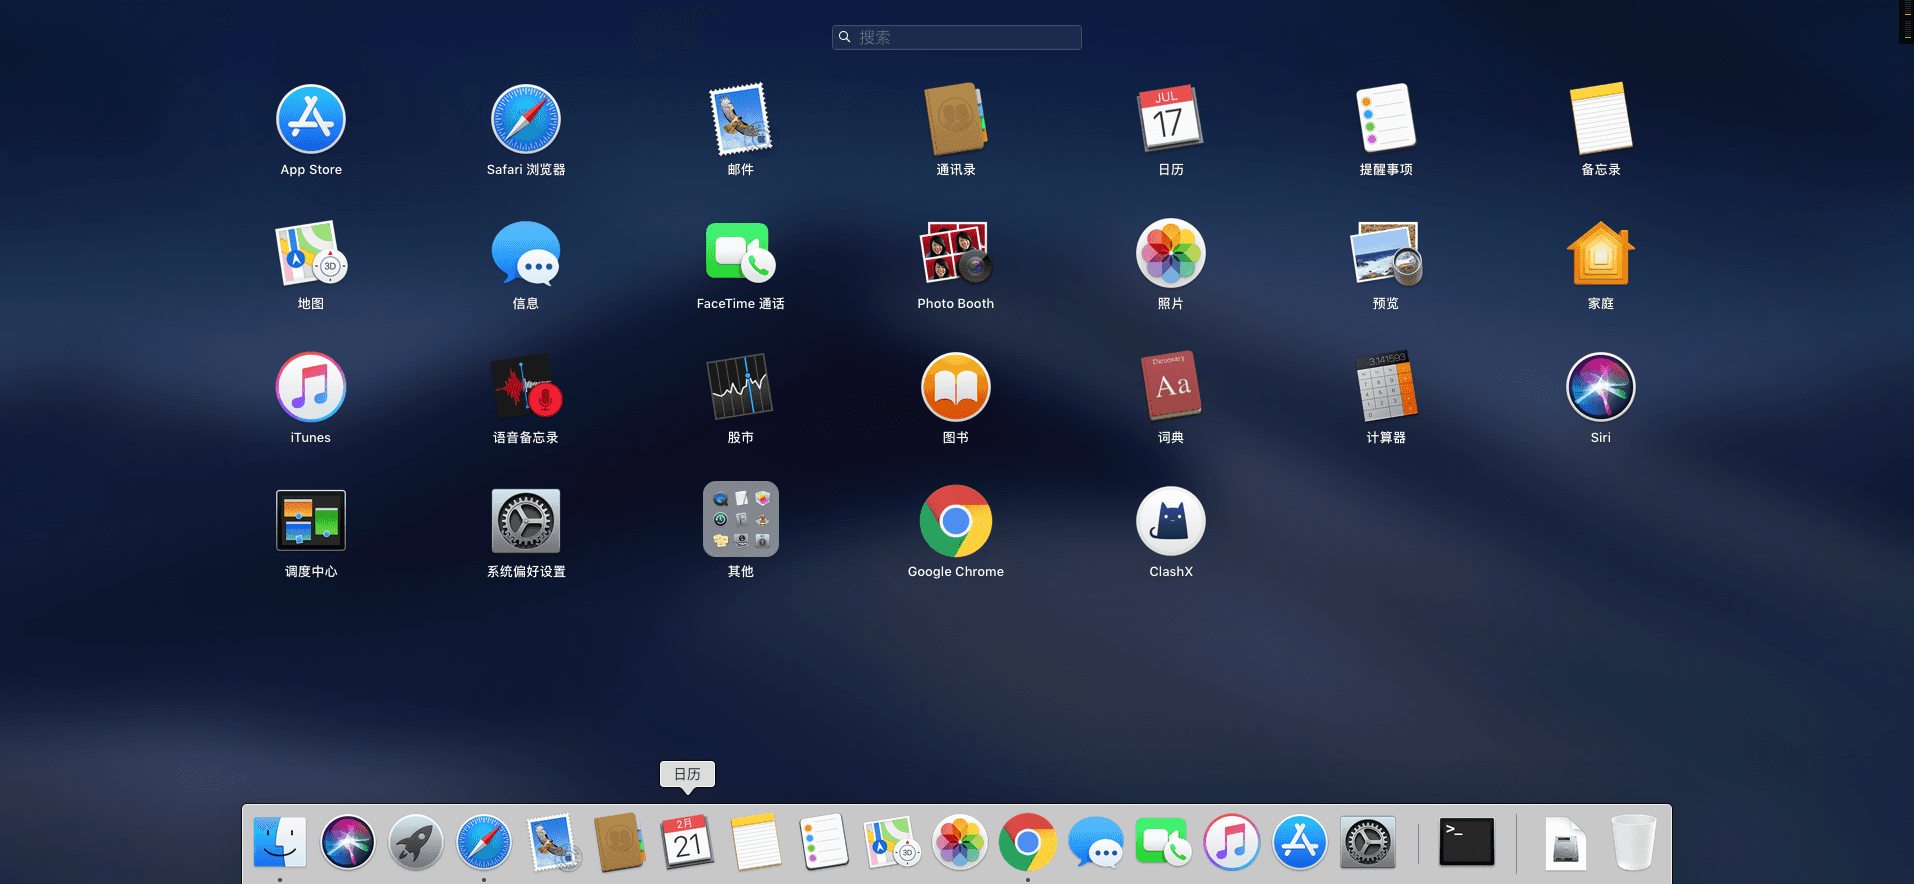 搜索
App Store
Safari 浏览器
JUL
17
邮件
通讯录
日历
提醒事项
备忘录
3D
地图
信息
FaceTime 通话
Photo Booth
照片
预览
家庭
Dictionary
Aa
3.141593
iTunes
语音备忘录
股市
图书
词典
计算器
Siri
调度中心
系统偏好设置
其他
Google Chrome
ClashX
日历
2月
21
3D
>_